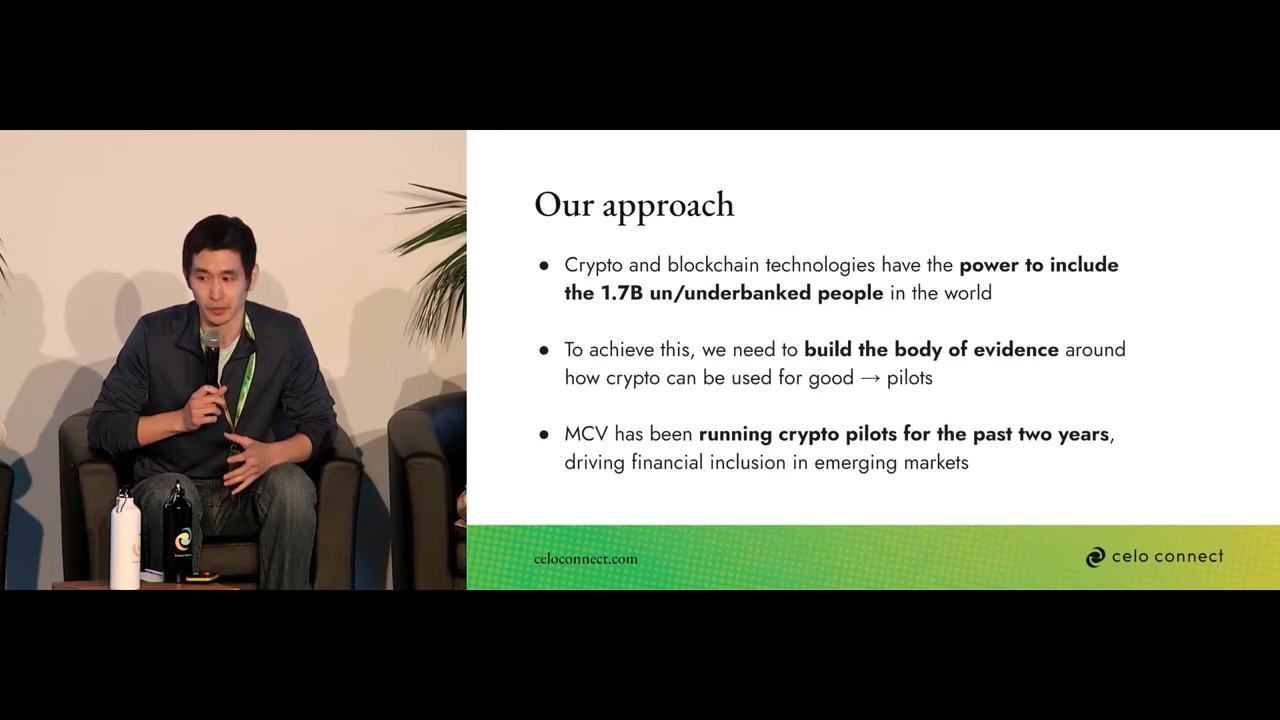 Our approach
● Crypto and blockchain technologies have the power to include
the 1.7B un/underbanked people in the world
● To achieve this, we need to build the body of evidence around
how crypto can be used for good → pilots
● MCV has been running crypto pilots for the past two years,
driving financial inclusion in emerging markets
celoconnect.com
celo connect